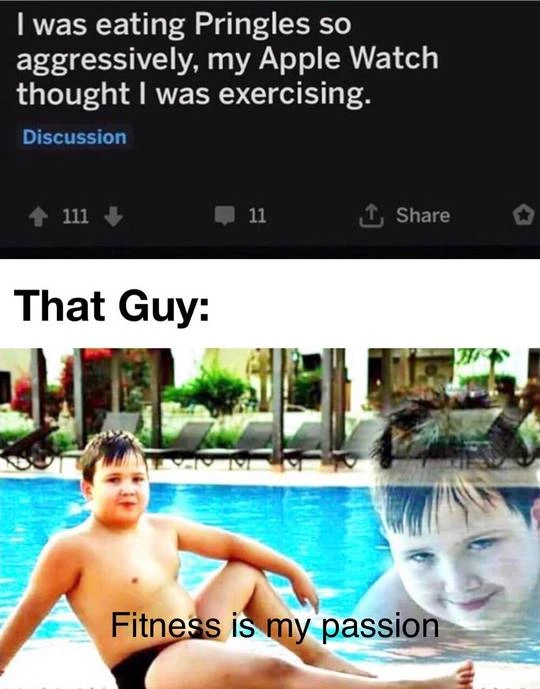 I was eating Pringles so
aggressively, my Apple Watch
thought I was exercising.
Discussion
111
11
Share
That Guy:
Fitness is my passion